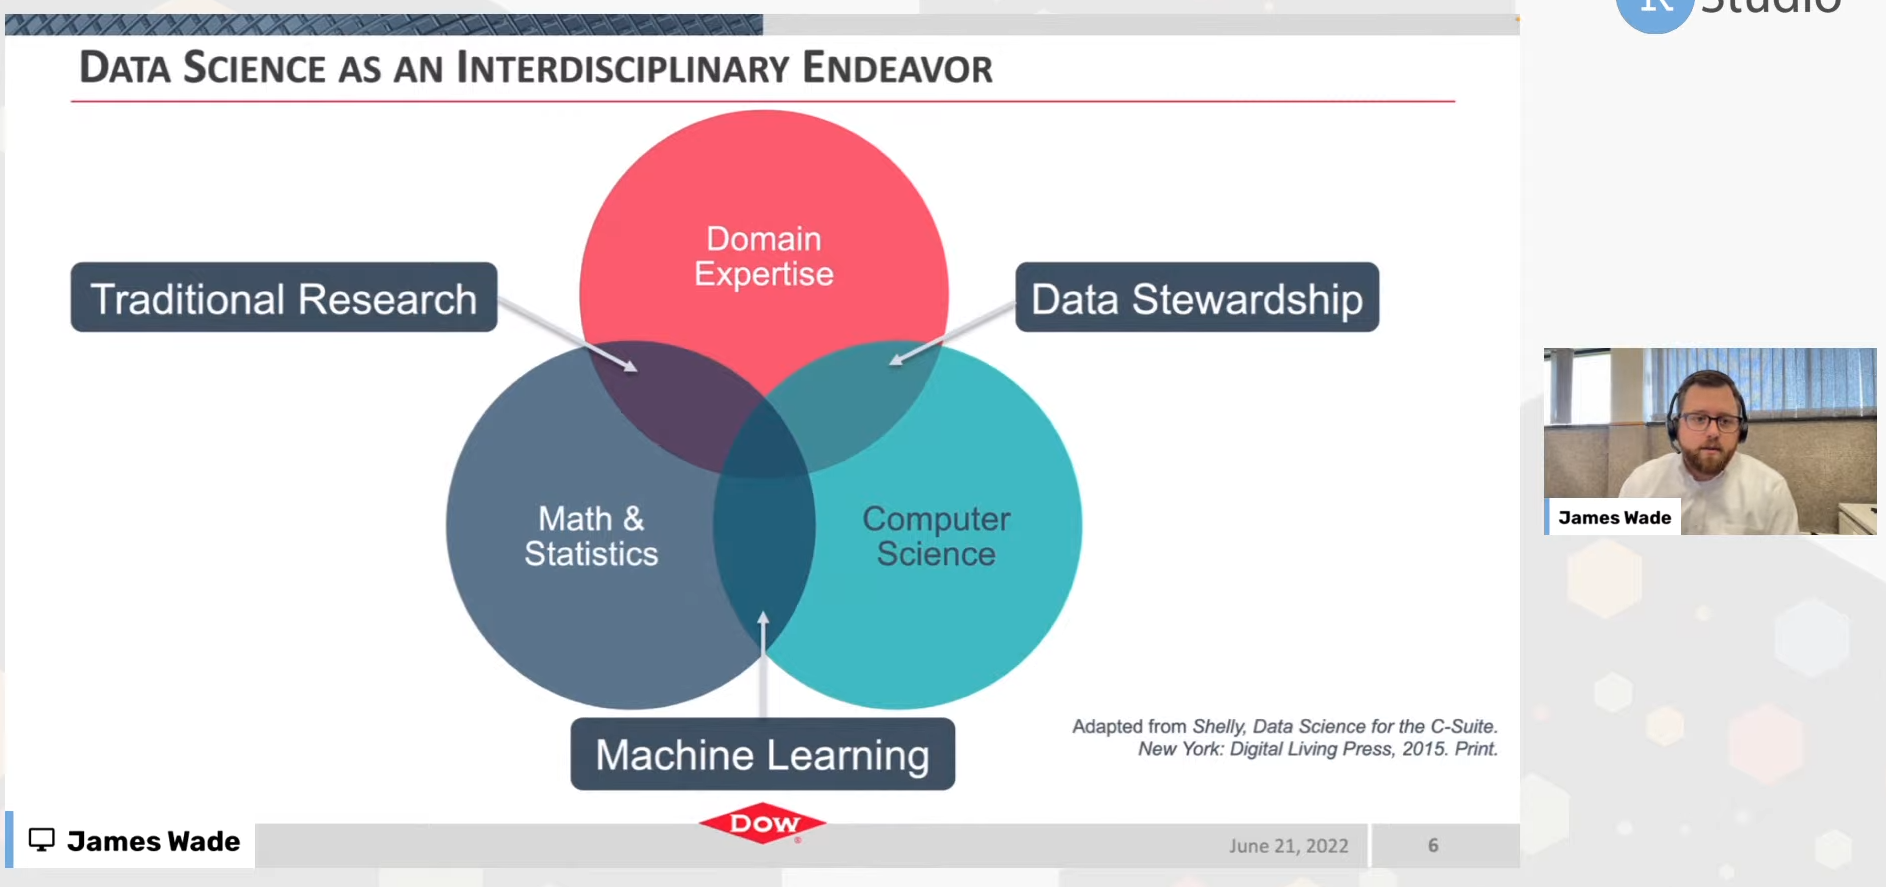 R Studio
DATA SCIENCE AS AN INTERDISCIPLINARY ENDEAVOR
Domain
Expertise
Traditional Research
Data Stewardship
Math &
Statistics
Computer
Science
Machine Learning
Adapted from Shelly, Data Science for the C-Suite.
New York: Digital Living Press, 2015. Print.
James Wade
DOW
®
James Wade
June 21, 2022
6